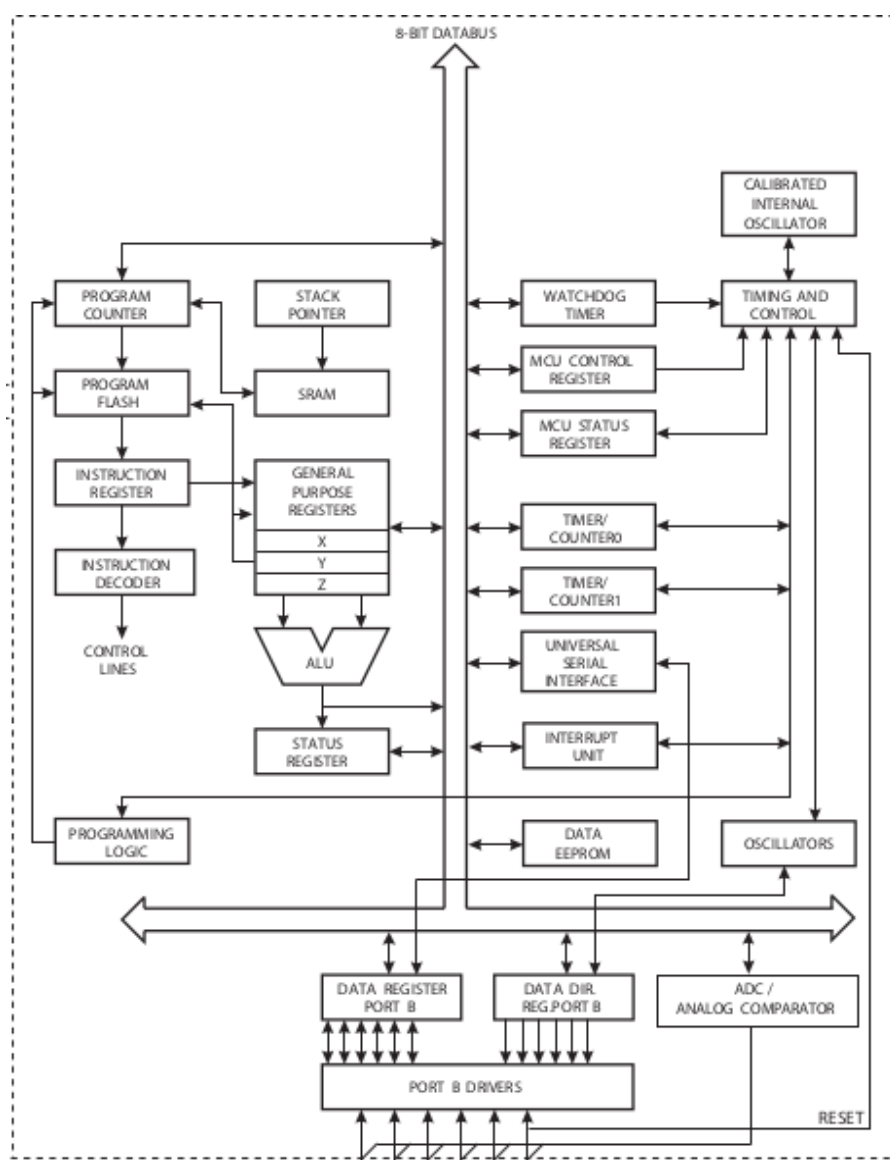 8-BIT DATABUS
CALIBRATED
INTERNAL
OSCILLATOR
PROGRAM
COUNTER
STACK
POINTER
WATCHDOG
TIMER
TIMING AND
CONTROL
PROGRAM
FLASH
SRAM
MCU CONTROL
REGISTER
MCU STATUS
REGISTER
INSTRUCTION
REGISTER
GENERAL
PURPOSE
REGISTERS
X
Y
Z
INSTRUCTION
DECODER
CONTROL
LINES
TIMER/
COUNTER0
TIMER/
COUNTER1
ALU
UNIVERSAL
SERIAL
INTERFACE
STATUS
REGISTER
INTERRUPT
UNIT
PROGRAMMING
LOGIC
DATA
EEPROM
OSCILLATORS
DATA REGISTER
PORT B
DATA DIR.
REG.PORT B
ADC /
ANALOG COMPARATOR
PORT B DRIVERS
RESET